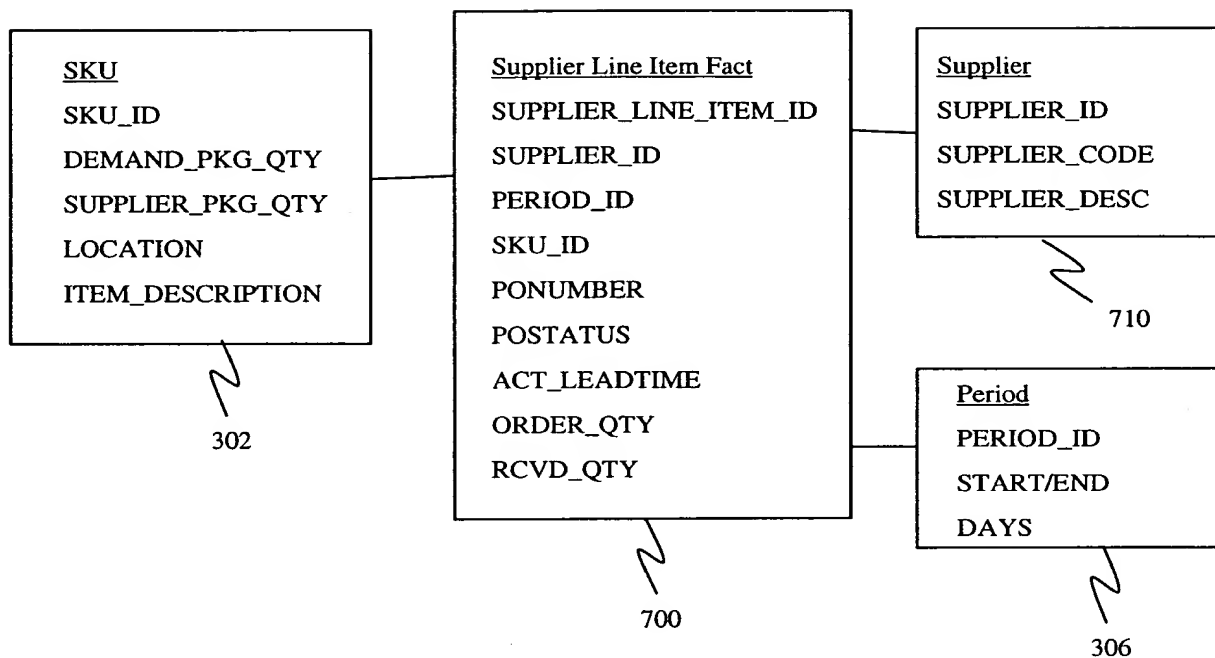 SKU
SKU_ID
DEMAND_PKG_QTY
SUPPLIER_PKG_QTY
LOCATION
ITEM_DESCRIPTION
302
Supplier Line Item Fact
SUPPLIER_LINE_ITEM_ID
SUPPLIER_ID
PERIOD_ID
SKU_ID
PONUMBER
POSTATUS
ACT_LEADTIME
ORDER_QTY
RCVD_QTY
700
Supplier
SUPPLIER_ID
SUPPLIER_CODE
SUPPLIER_DESC
710
Period
PERIOD_ID
START/END
DAYS
306